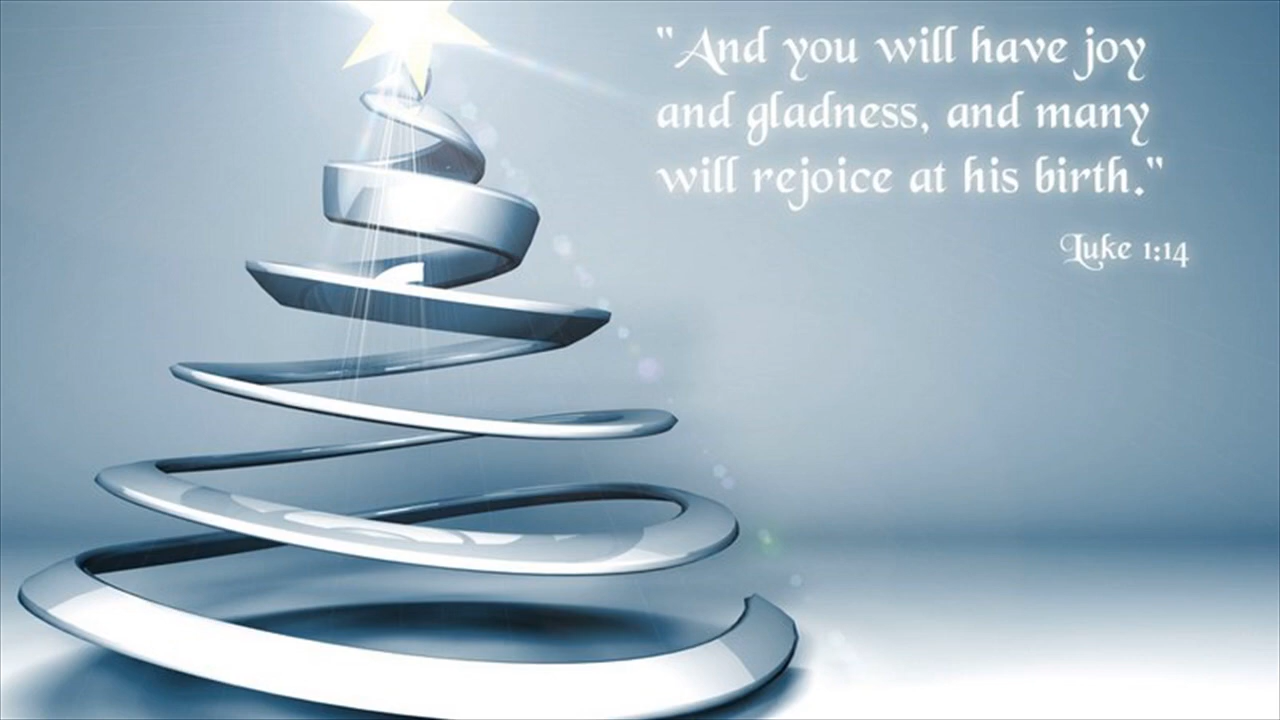 "And you will have joy
and gladness, and many
will rejoice at his birth."
Luke 1:14